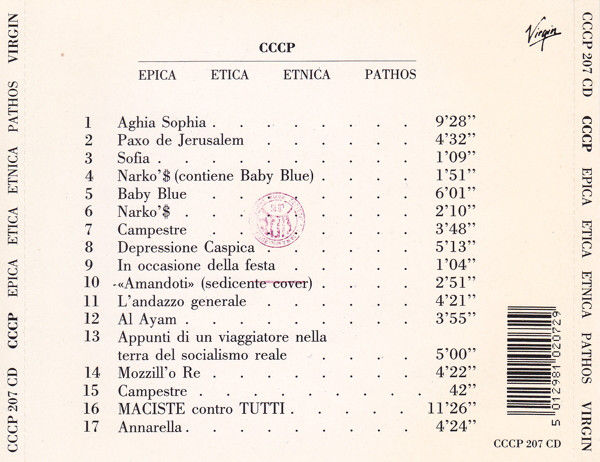 CCCP 207 CD CCCP EPICA ETICA ETNICA PATHOS VIRGIN
Virgin
CCCP
EPICA ETICA ETNICA PATHOS
1 Aghia Sophia . . . . . . . 9'28"
2 Paxo de Jerusalem . . . . . 4'32"
3 Sofia . . . . . . . . 1'09"
4 Narko'$ (contiene Baby Blue) . . . 1'51"
5 Baby Blue . . . . . . . 6'01"
6 Narko'$ . . . . . . . 2'10"
7 Campestre . . . . . . . 3'48"
8 Depressione Caspica . . . . . 5'13"
9 In occasione della festa . . . . 1'04"
10 -«Amandoti» (sedicente cover) . . . 2'51"
11 L'andazzo generale . . . . . 4'21"
12 Al Ayam . . . . . . . 3'55"
13 Appunti di un viaggiatore nella
terra del socialismo reale . . . . 5'00"
14 Mozzill'o Re . . . . . . 4'22"
15 Campestre . . . . . . . 42"
16 MACISTE contro TUTTI . . . . 11'26"
17 Annarella . . . . . . . 4'24"
5 012981 020729
CCCP 207 CD
CCCP 207 CD CCCP EPICA ETICA ETNICA PATHOS VIRGIN